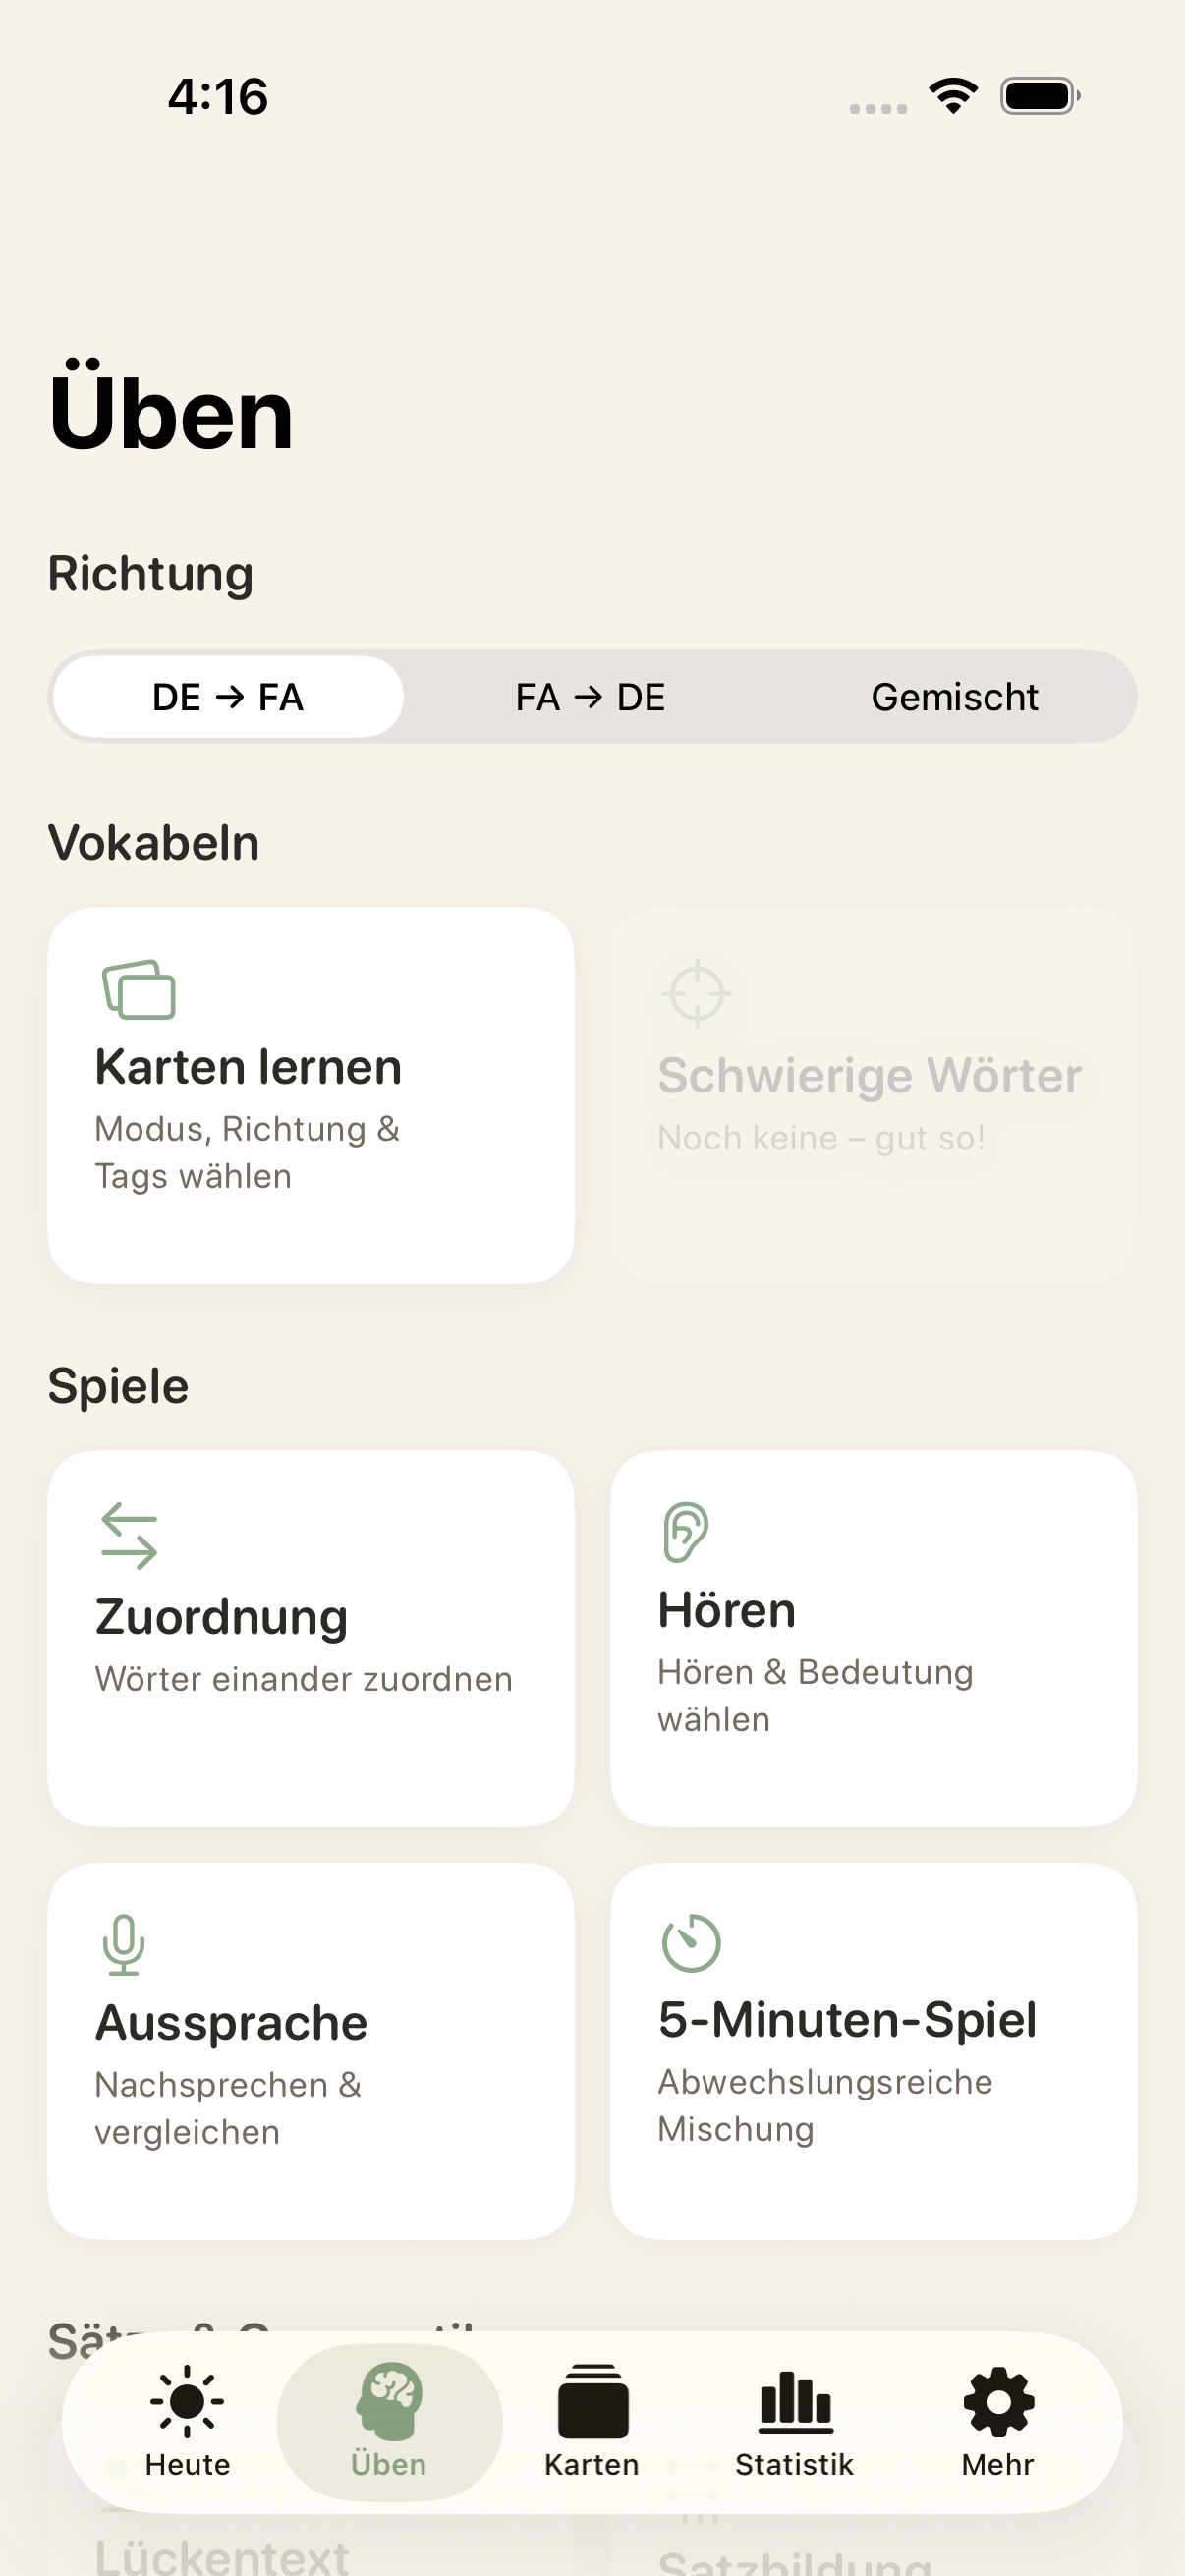 4:16
Üben
Richtung
DE → FA
FA → DE
Gemischt
Vokabeln
Karten lernen
Modus, Richtung &
Tags wählen
Schwierige Wörter
Noch keine – gut so!
Spiele
Zuordnung
Wörter einander zuordnen
Hören
Hören & Bedeutung
wählen
Aussprache
Nachsprechen &
vergleichen
5-Minuten-Spiel
Abwechslungsreiche
Mischung
Heute
Üben
Karten
Statistik
Mehr
Lückentext
Satzbildung